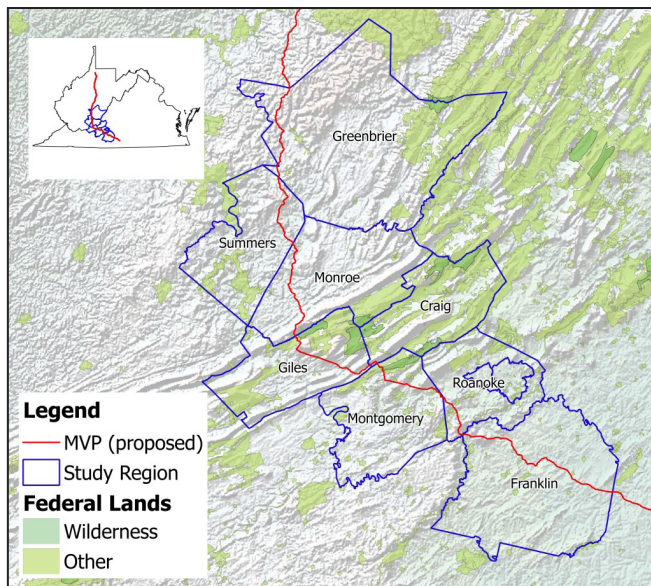 Greenbrier
Summers
Monroe
Craig
Giles
Roanoke
Montgomery
Franklin
Legend
MVP (proposed)
Study Region
Federal Lands
Wilderness
Other